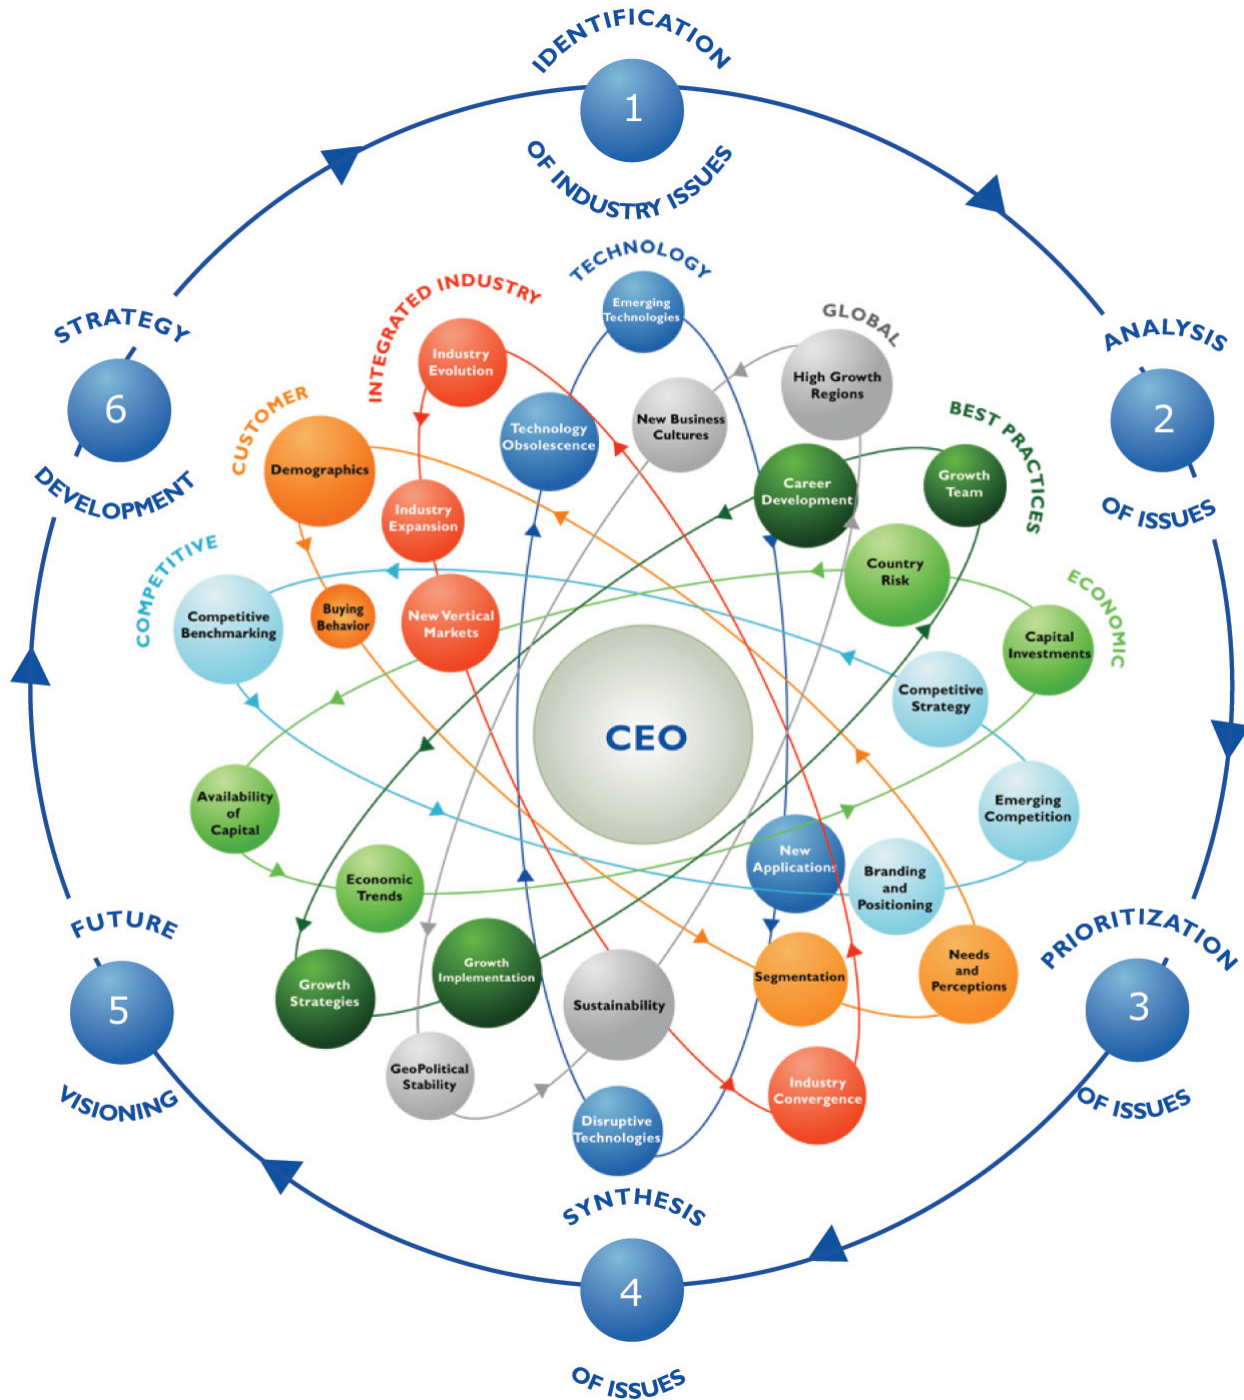 IDENTIFICATION
1
OF INDUSTRY ISSUES
TECHNOLOGY
Emerging
Technologies
INTEGRATED INDUSTRY
Industry
Evolution
GLOBAL
High Growth
Regions
STRATEGY
6
DEVELOPMENT
ANALYSIS
2
OF ISSUES
CUSTOMER
Demographics
Technology
Obsolescence
New Business
Cultures
BEST PRACTICES
Career
Development
Growth
Team
Industry
Expansion
COMPETITIVE
Competitive
Benchmarking
Buying
Behavior
New Vertical
Markets
Country
Risk
ECONOMIC
Capital
Investments
Competitive
Strategy
CEO
Availability
of
Capital
Emerging
Competition
Economic
Trends
New
Applications
Branding
and
Positioning
FUTURE
5
VISIONING
PRIORITIZATION
3
OF ISSUES
Growth
Strategies
Growth
Implementation
Sustainability
Segmentation
Needs
and
Perceptions
GeoPolitical
Stability
Industry
Convergence
Disruptive
Technologies
SYNTHESIS
4
OF ISSUES